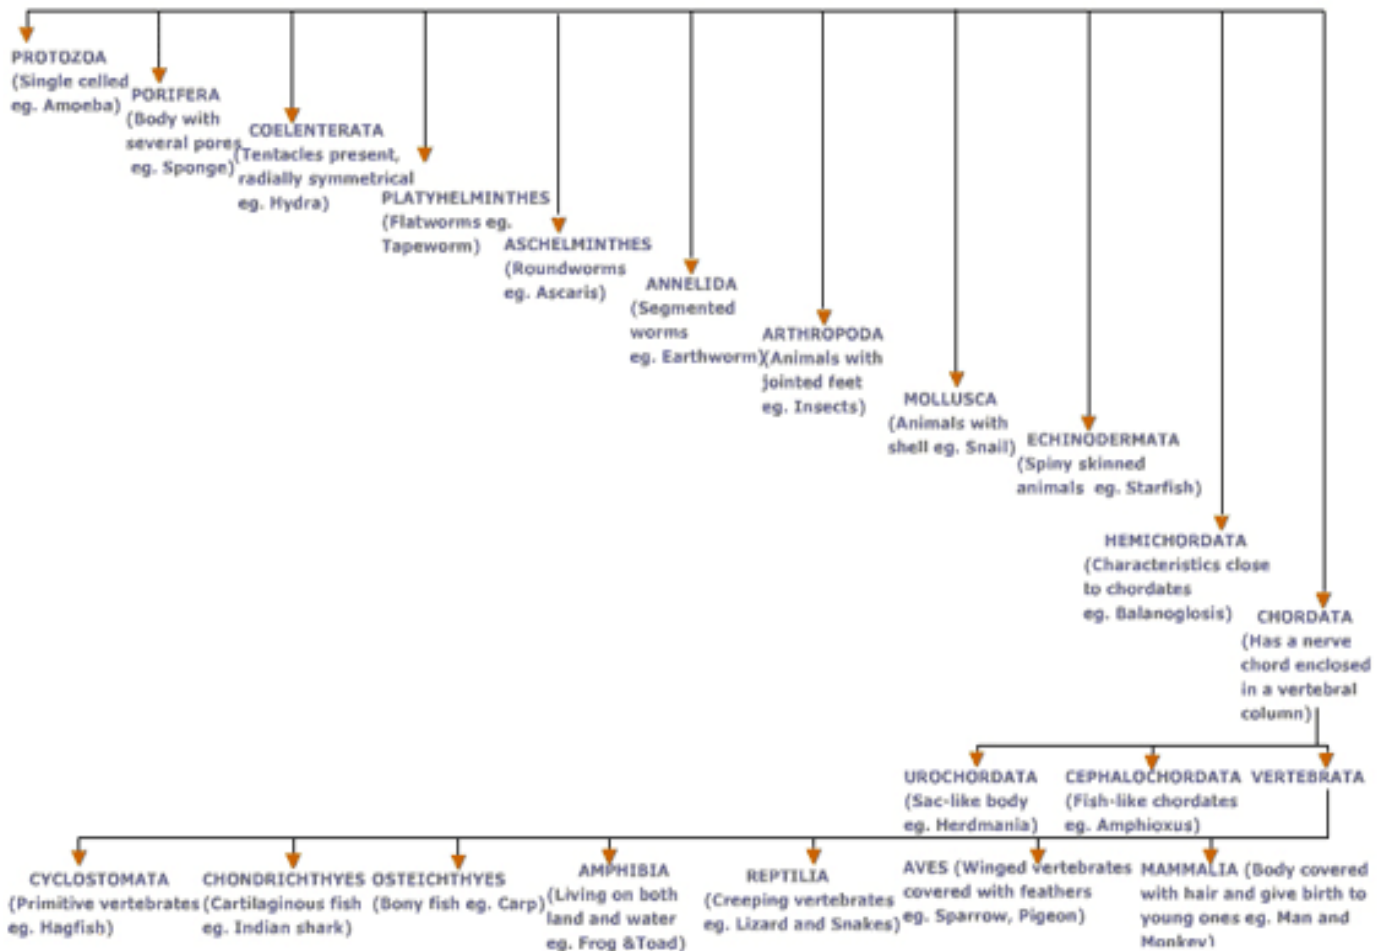 PROTOZOA
(Single celled
eg. Amoeba)
PORIFERA
(Body with
several pores
eg. Sponge)
COELENTERATA
(Tentacles present,
radially symmetrical
eg. Hydra)
PLATYHELMINTHES
(Flatworms eg.
Tapeworm)
ASCHELMINTHES
(Roundworms
eg. Ascaris)
ANNELIDA
(Segmented
worms
eg. Earthworm)
ARTHROPODA
(Animals with
jointed feet
eg. Insects)
MOLLUSCA
(Animals with
shell eg. Snail)
ECHINODERMATA
(Spiny skinned
animals eg. Starfish)
HEMICHORDATA
(Characteristics close
to chordates
eg. Balanoglosis)
CHORDATA
(Has a nerve
chord enclosed
in a vertebral
column)
UROCHORDATA
(Sac-like body
eg. Herdmania)
CEPHALOCHORDATA
(Fish-like chordates
eg. Amphioxus)
VERTEBRATA
CYCLOSTOMATA
(Primitive vertebrates
eg. Hagfish)
CHONDRICHTHYES
(Cartilaginous fish
eg. Indian shark)
OSTEICHTHYES
(Bony fish eg. Carp)
AMPHIBIA
(Living on both
land and water
eg. Frog &Toad)
REPTILIA
(Creeping vertebrates
eg. Lizard and Snakes)
AVES (Winged vertebrates
covered with feathers
eg. Sparrow, Pigeon)
MAMMALIA (Body covered
with hair and give birth to
young ones eg. Man and
Monkey)